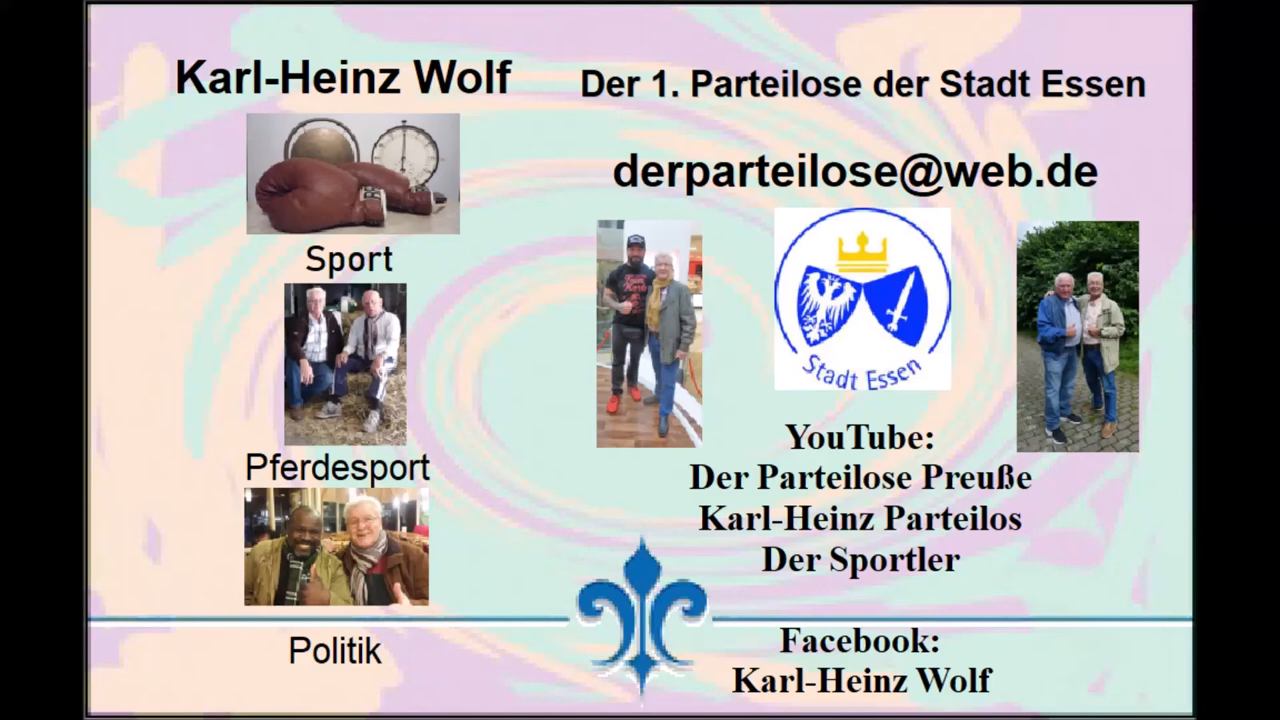 Karl-Heinz Wolf
Der 1. Parteilose der Stadt Essen
derparteilose@web.de
Sport
Pferdesport
Politik
Stadt Essen
YouTube:
Der Parteilose Preuße
Karl-Heinz Parteilos
Der Sportler
Facebook:
Karl-Heinz Wolf